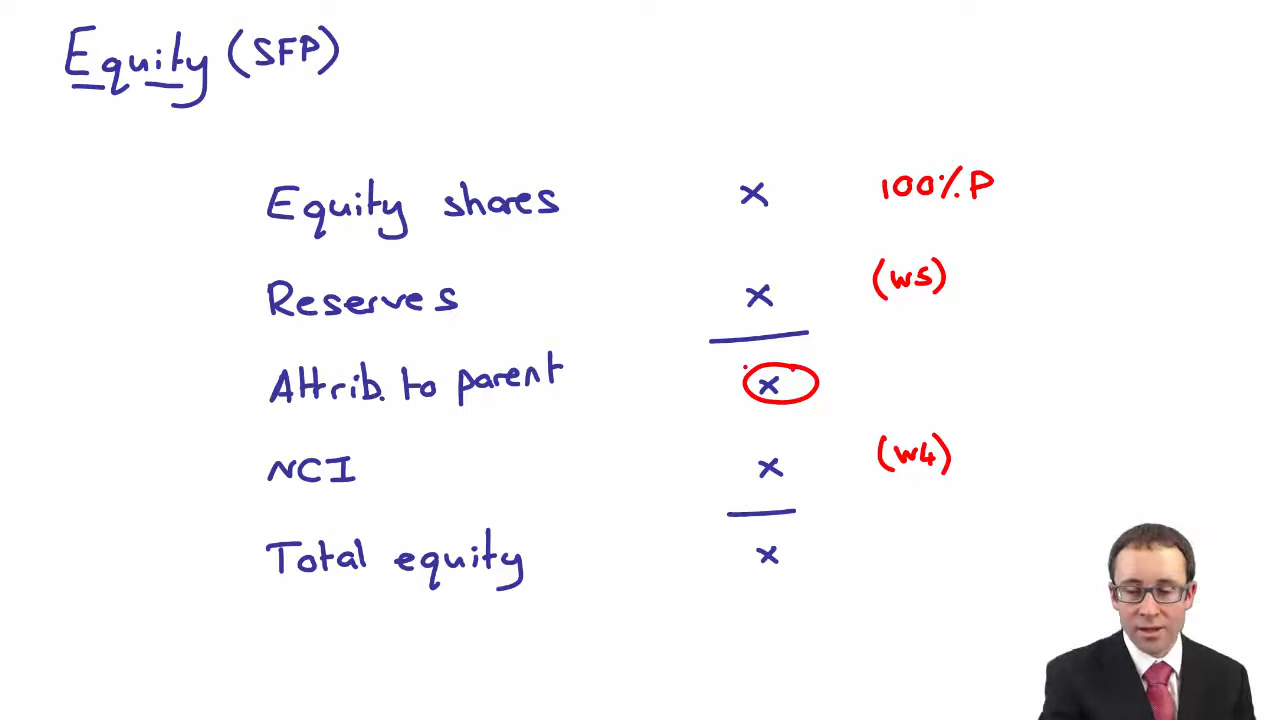 Equity (SFP)
Equity shares x 100% P
Reserves x (W5)
Attrib. to parent x
NCI x (W4)
Total equity x